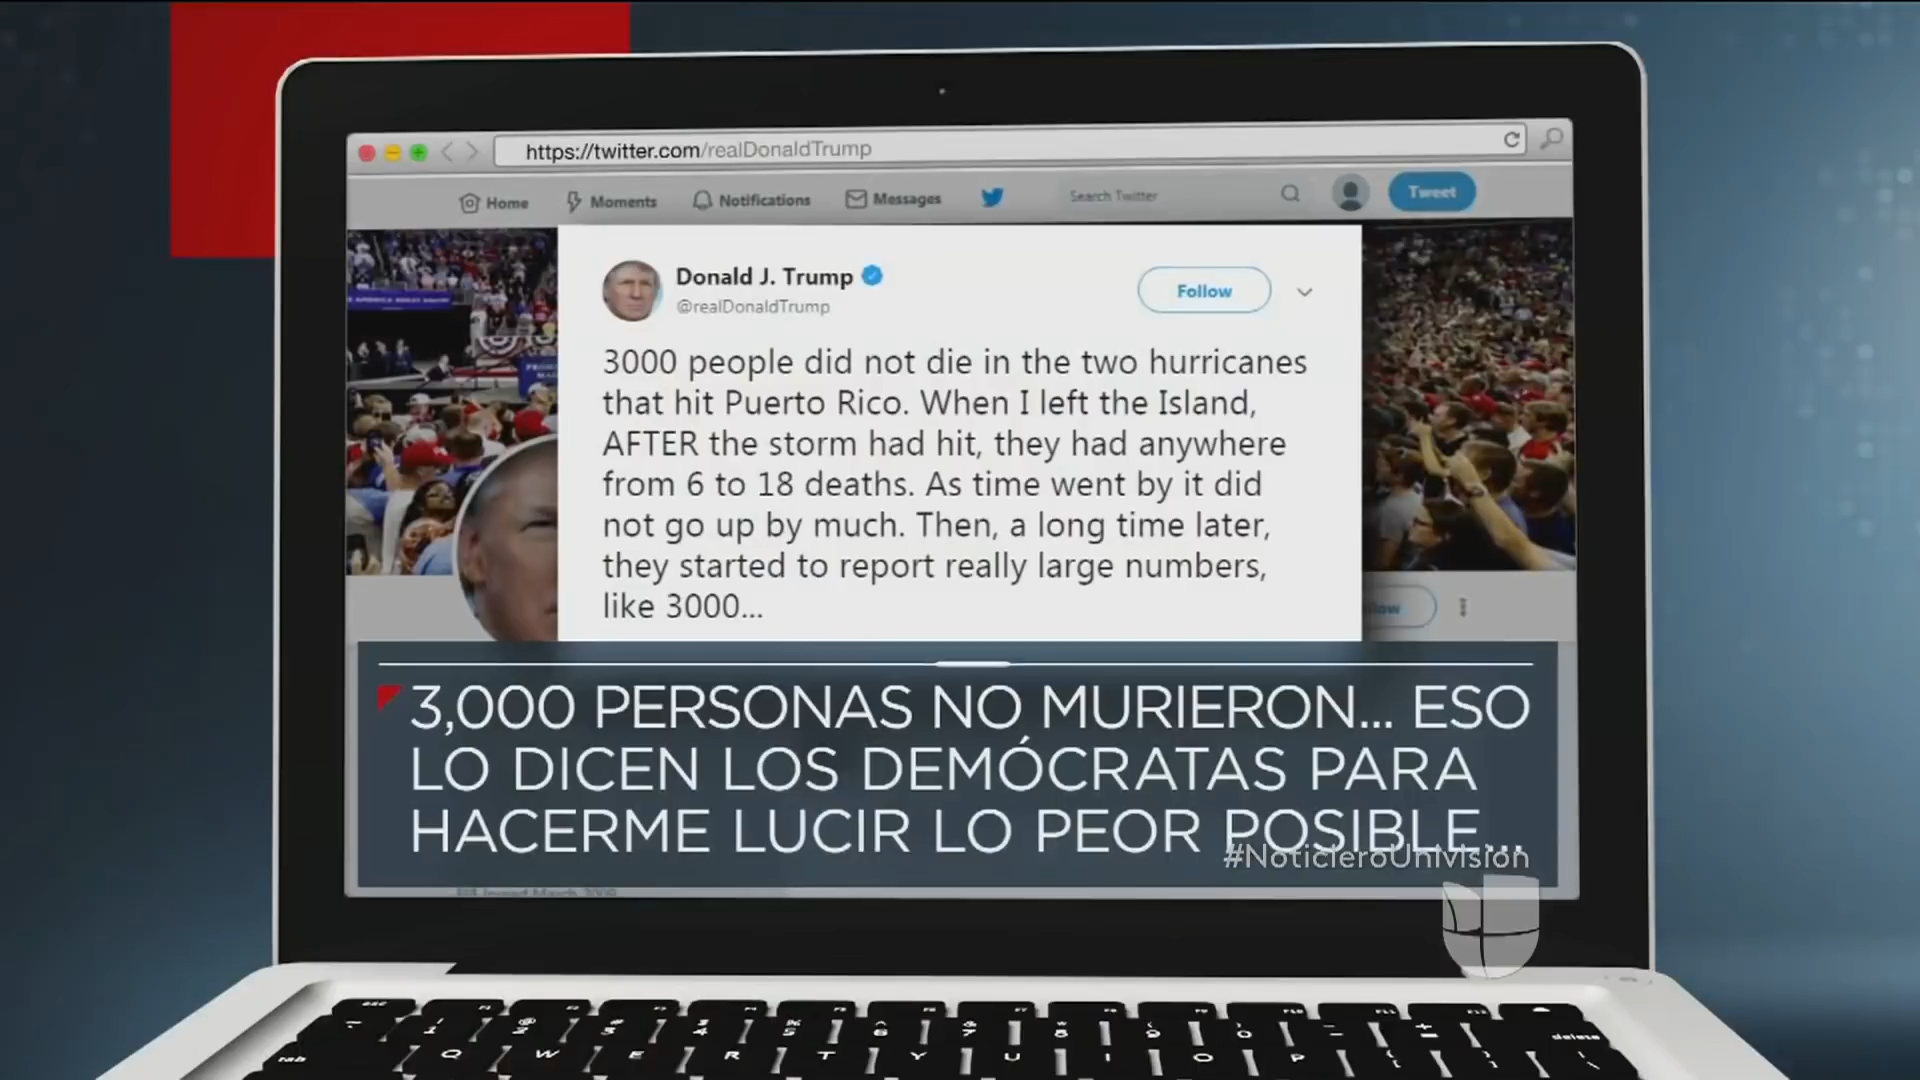 https://twitter.com/realDonaldTrump
Home Moments Notifications Messages Search Twitter Tweet
Donald J. Trump
@realDonaldTrump
Follow
3000 people did not die in the two hurricanes
that hit Puerto Rico. When I left the Island,
AFTER the storm had hit, they had anywhere
from 6 to 18 deaths. As time went by it did
not go up by much. Then, a long time later,
they started to report really large numbers,
like 3000...
3,000 PERSONAS NO MURIERON... ESO
LO DICEN LOS DEMÓCRATAS PARA
HACERME LUCIR LO PEOR POSIBLE...
#NoticieroUnivision
esc
Q W E R T Y U I O P
tab
delete